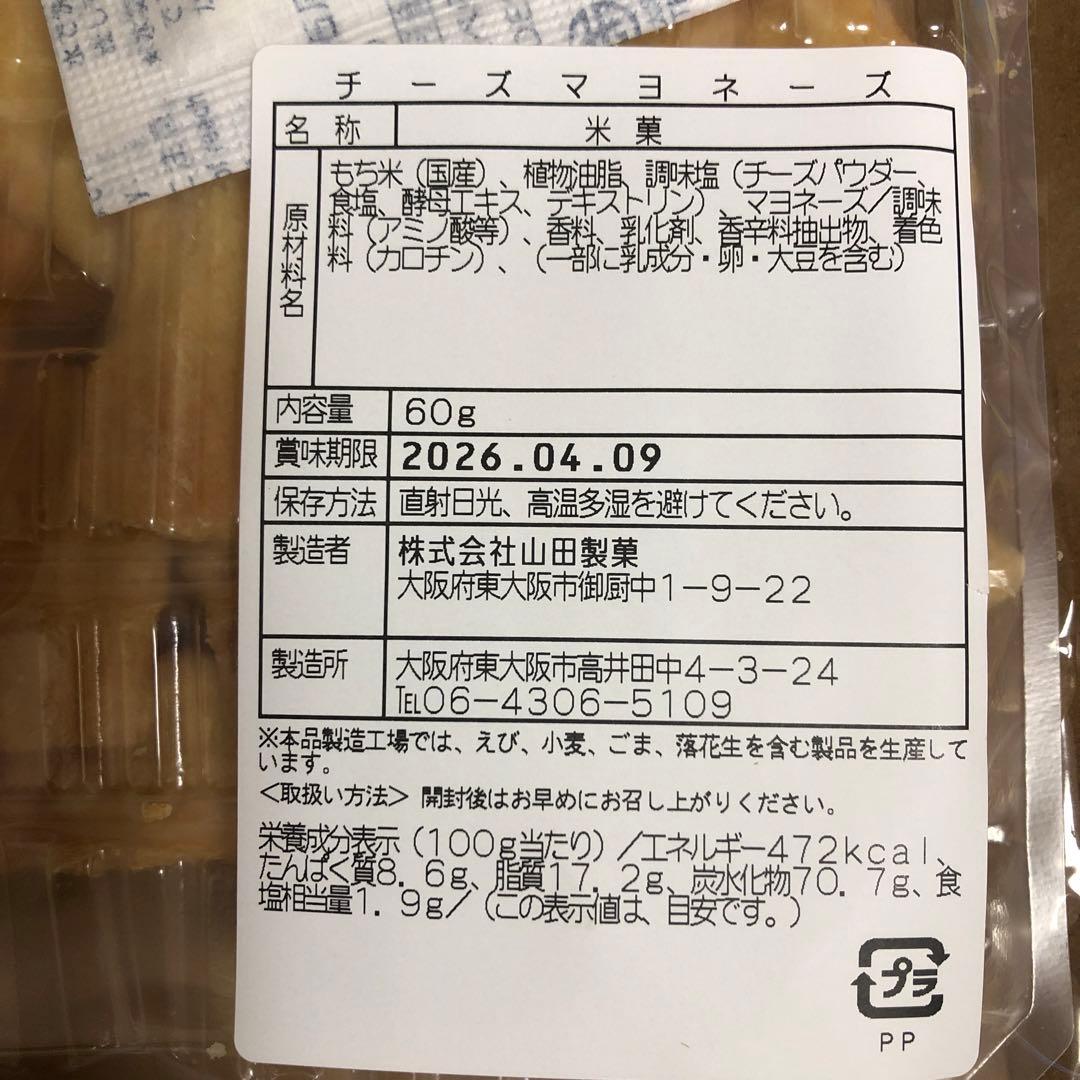 チーズマヨネーズ
名称 米菓
原材料名 もち米（国産）、植物油脂、調味塩（チーズパウダー、
食塩、酵母エキス、デキストリン）、マヨネーズ／調味
料（アミノ酸等）、香料、乳化剤、香辛料抽出物、着色
料（カロチン）、（一部に乳成分・卵・大豆を含む）
内容量 60g
賞味期限 2026.04.09
保存方法 直射日光、高温多湿を避けてください。
製造者 株式会社山田製菓
大阪府東大阪市御厨中1－9－22
製造所 大阪府東大阪市高井田中4－3－24
℡06－4306－5109
※本品製造工場では、えび、小麦、ごま、落花生を含む製品を生産して
います。
＜取扱い方法＞ 開封後はお早めにお召し上がりください。
栄養成分表示（100g当たり）／エネルギー472kcal、
たんぱく質8．6g、脂質17．2g、炭水化物70．7g、食
塩相当量1．9g／（この表示値は、目安です。）
プラ
PP